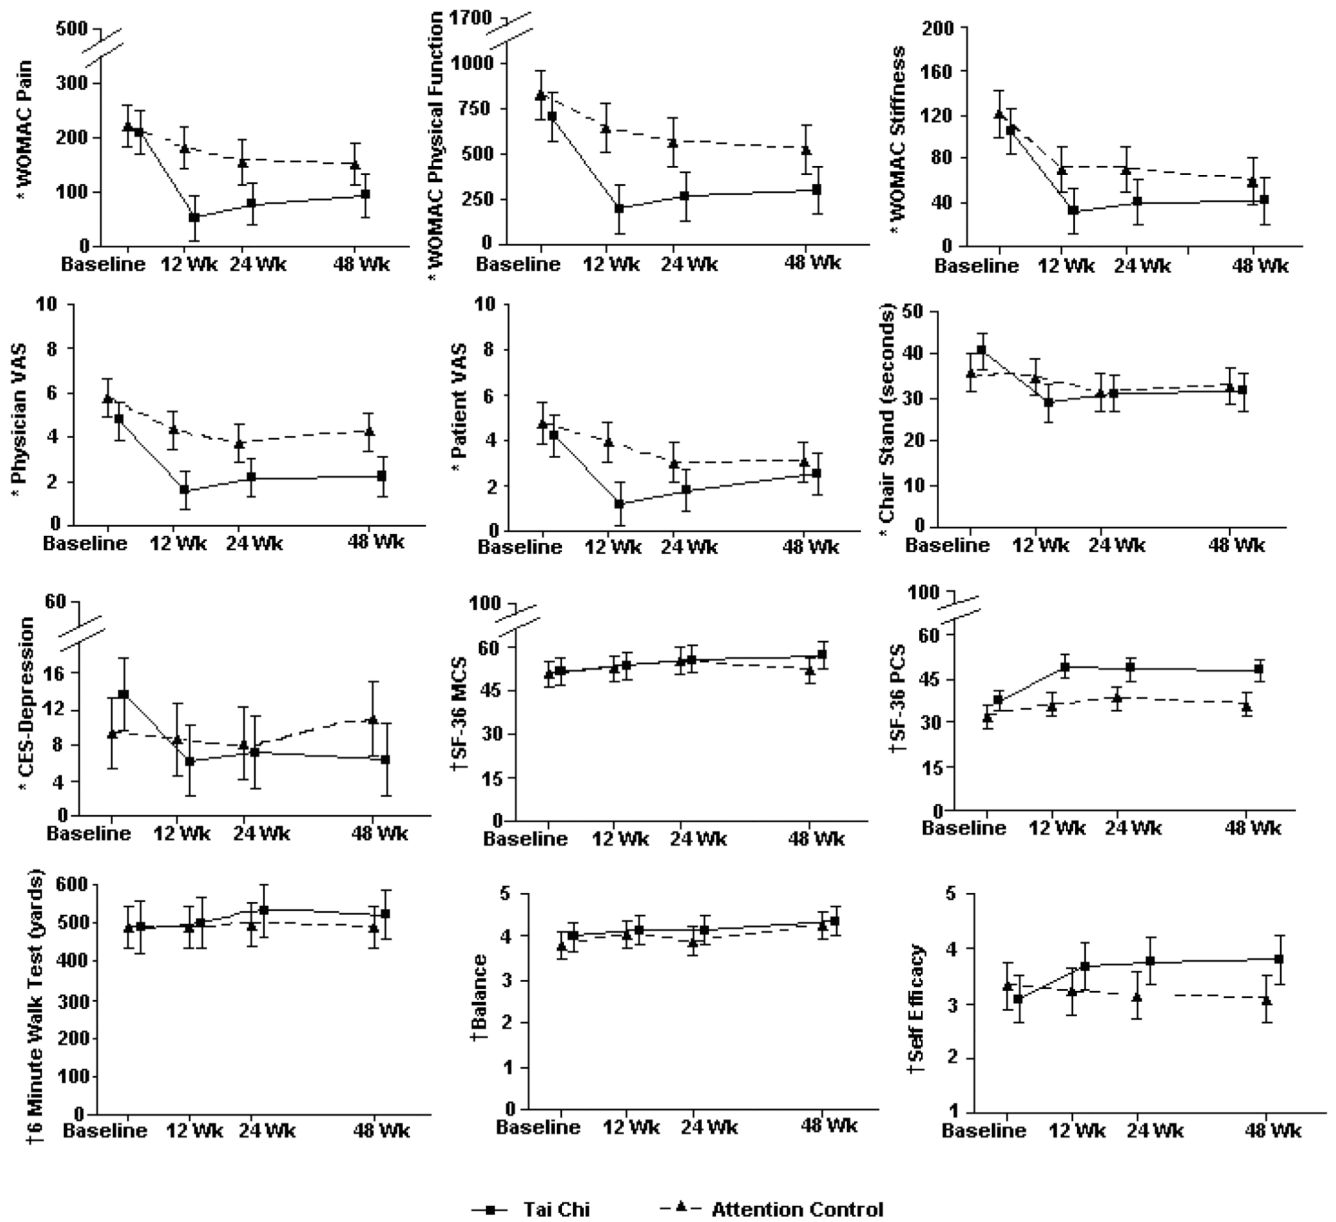 * WOMAC Pain
500
300
200
100
0
Baseline 12 Wk 24 Wk 48 Wk
* WOMAC Physical Function
1700
1000
750
500
250
0
Baseline 12 Wk 24 Wk 48 Wk
* WOMAC Stiffness
200
160
120
80
40
0
Baseline 12 Wk 24 Wk 48 Wk
* Physician VAS
10
8
6
4
2
0
Baseline 12 Wk 24 Wk 48 Wk
* Patient VAS
10
8
6
4
2
0
Baseline 12 Wk 24 Wk 48 Wk
* Chair Stand (seconds)
50
40
30
20
10
0
Baseline 12 Wk 24 Wk 48 Wk
* CES-Depression
60
16
12
8
4
0
Baseline 12 Wk 24 Wk 48 Wk
†SF-36 MCS
100
60
45
30
15
0
Baseline 12 Wk 24 Wk 48 Wk
†SF-36 PCS
100
60
45
30
15
0
Baseline 12 Wk 24 Wk 48 Wk
†6 Minute Walk Test (yards)
600
500
400
300
200
100
0
Baseline 12 Wk 24 Wk 48 Wk
†Balance
5
4
3
2
1
0
Baseline 12 Wk 24 Wk 48 Wk
†Self Efficacy
5
4
3
2
1
Baseline 12 Wk 24 Wk 48 Wk
Tai Chi Attention Control